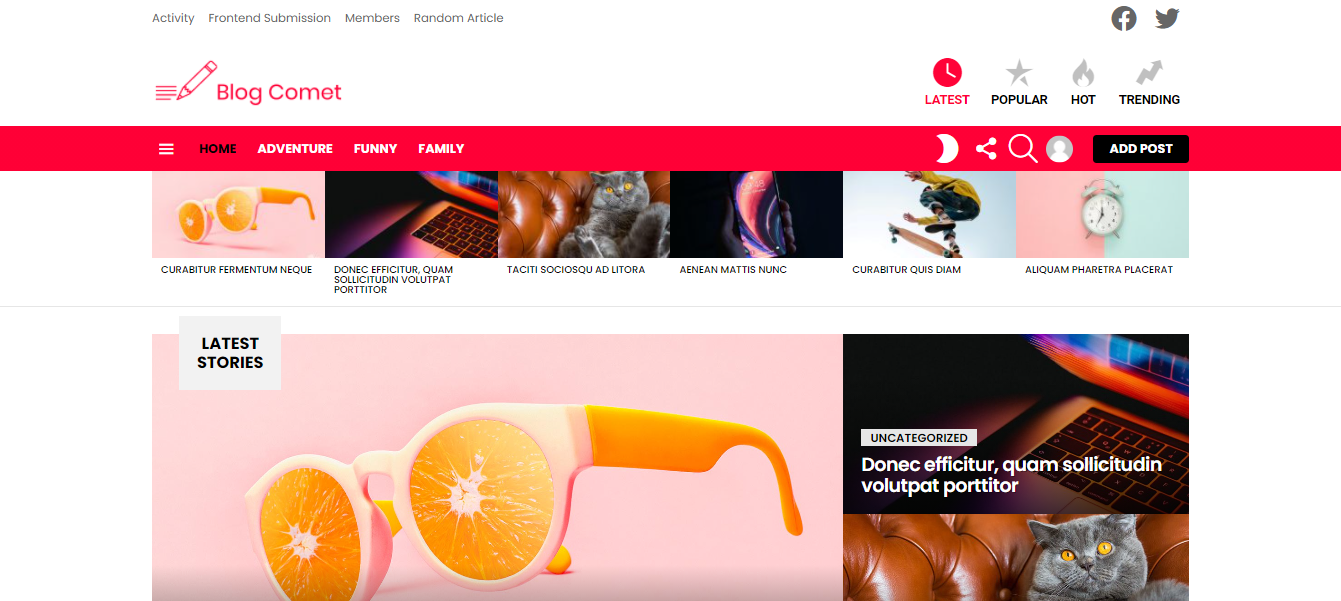 Activity Frontend Submission Members Random Article
Blog Comet
LATEST POPULAR HOT TRENDING
HOME ADVENTURE FUNNY FAMILY ADD POST
CURABITUR FERMENTUM NEQUE
DONEC EFFICITUR, QUAM
SOLLICITUDIN VOLUTPAT
PORTTITOR
TACITI SOCIOSQU AD LITORA
AENEAN MATTIS NUNC
CURABITUR QUIS DIAM
ALIQUAM PHARETRA PLACERAT
LATEST
STORIES
UNCATEGORIZED
Donec efficitur, quam sollicitudin
volutpat porttitor